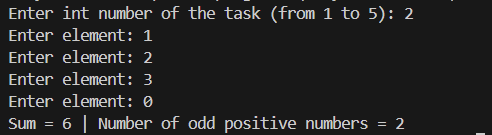 Enter int number of the task (from 1 to 5): 2
Enter element: 1
Enter element: 2
Enter element: 3
Enter element: 0
Sum = 6 | Number of odd positive numbers = 2